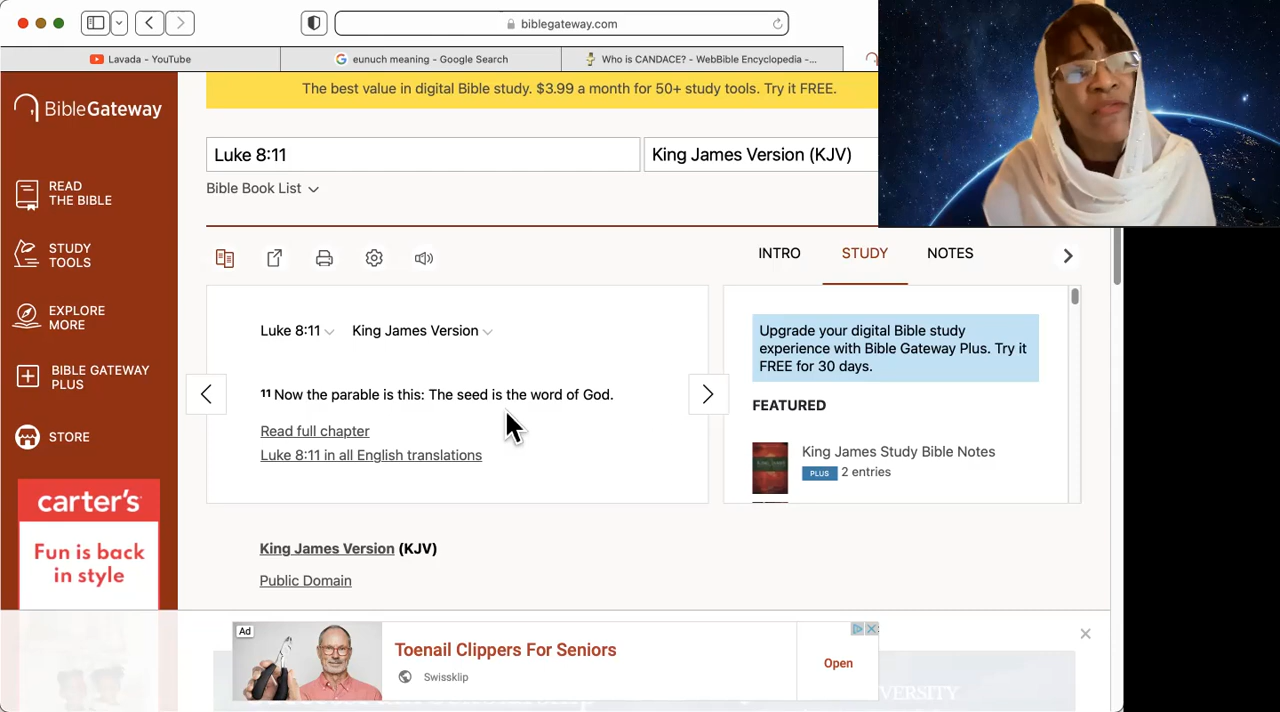 biblegateway.com
Lavada - YouTube
eunuch meaning - Google Search
Who is CANDACE? - WebBible Encyclopedia -...
BibleGateway
The best value in digital Bible study. $3.99 a month for 50+ study tools. Try it FREE.
Luke 8:11
King James Version (KJV)
Bible Book List
READ
THE BIBLE
STUDY
TOOLS
EXPLORE
MORE
BIBLE GATEWAY
PLUS
STORE
INTRO
STUDY
NOTES
Luke 8:11
King James Version
11 Now the parable is this: The seed is the word of God.
Read full chapter
Luke 8:11 in all English translations
Upgrade your digital Bible study
experience with Bible Gateway Plus. Try it
FREE for 30 days.
FEATURED
King James Study Bible Notes
PLUS
2 entries
carter's
Fun is back
in style
King James Version (KJV)
Public Domain
Ad
Toenail Clippers For Seniors
Swissklip
Open